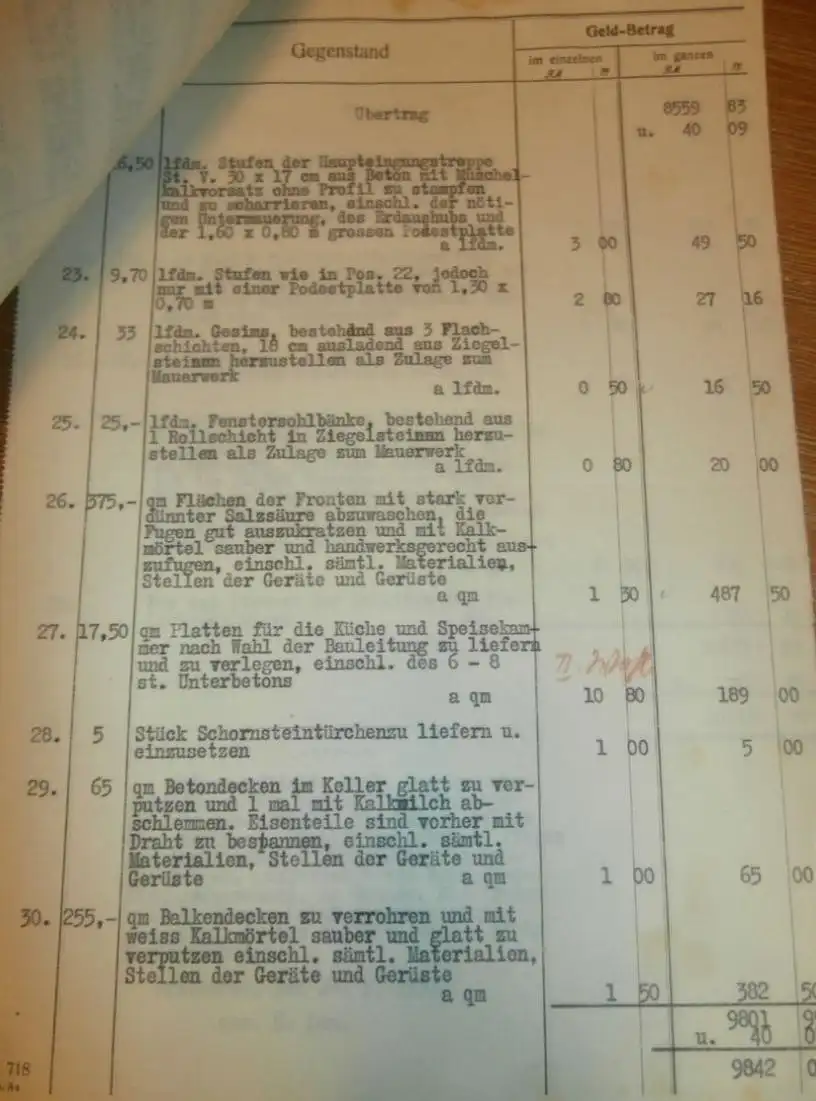 Gegenstand
Geld-Betrag
im einzelnen im ganzen
RM RM
Übertrag 8559 83
u. 40 09
6,50 lfdm. Stufen der Haupteingangstreppe
St. V. 30 x 17 cm aus Beton mit Muschel-
kalkvorsatz ohne Profil zu stampfen
und zu scharrieren, einschl. der nöti-
gen Untermauerung, des Erdaushubs und
der 1,60 x 0,80 m grossen Podestplatte
a lfdm. 3 00 49 50
23. 9,70 lfdm. Stufen wie in Pos. 22, jedoch
nur mit einer Podestplatte von 1,30 x
0,70 m 2 80 27 16
24. 33 lfdm. Gesims, bestehend aus 3 Flach-
schichten, 18 cm ausladend aus Ziegel-
steinen herzustellen als Zulage zum
Mauerwerk
a lfdm. 0 50 16 50
25. 25,- lfdm. Fenstersohlbänke, bestehend aus
1 Rollschicht in Ziegelsteinen herzu-
stellen als Zulage zum Mauerwerk
a lfdm. 0 80 20 00
26. 375,- qm Flächen der Fronten mit stark ver-
dünnter Salzsäure abzuwaschen, die
Fugen gut auszukratzen und mit Kalk-
mörtel sauber und handwerksgerecht aus-
zufugen, einschl. sämtl. Materialien,
Stellen der Geräte und Gerüste
a qm 1 30 487 50
27. 17,50 qm Platten für die Küche und Speisekam-
mer nach Wahl der Bauleitung zu liefern
und zu verlegen, einschl. des 6 - 8
st. Unterbetons
a qm 10 80 189 00
28. 5 Stück Schornsteintürchenzu liefern u.
einzusetzen 1 00 5 00
29. 65 qm Betondecken im Keller glatt zu ver-
putzen und 1 mal mit Kalkmilch ab-
schlemmen. Eisenteile sind vorher mit
Draht zu bespannen, einschl. sämtl.
Materialien, Stellen der Geräte und
Gerüste a qm 1 00 65 00
30. 255,- qm Balkendecken zu verrohren und mit
weiss Kalkmörtel sauber und glatt zu
verputzen einschl. sämtl. Materialien,
Stellen der Geräte und Gerüste
a qm 1 50 382 50
9801
u. 40
9842
718